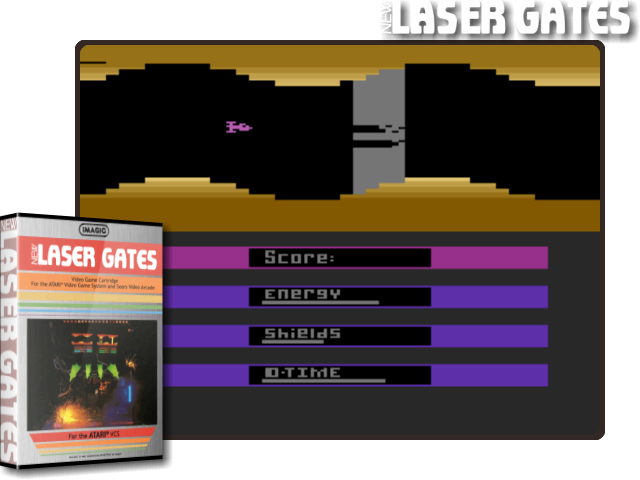 NEW LASER GATES
Score:
energy
shields
D-TIME
NEW LASER GATES
IMAGIC
NEW LASER GATES
Video Game Cartridge
For the ATARI® Video Game System and Sears Video Arcade
For the ATARI® VCS